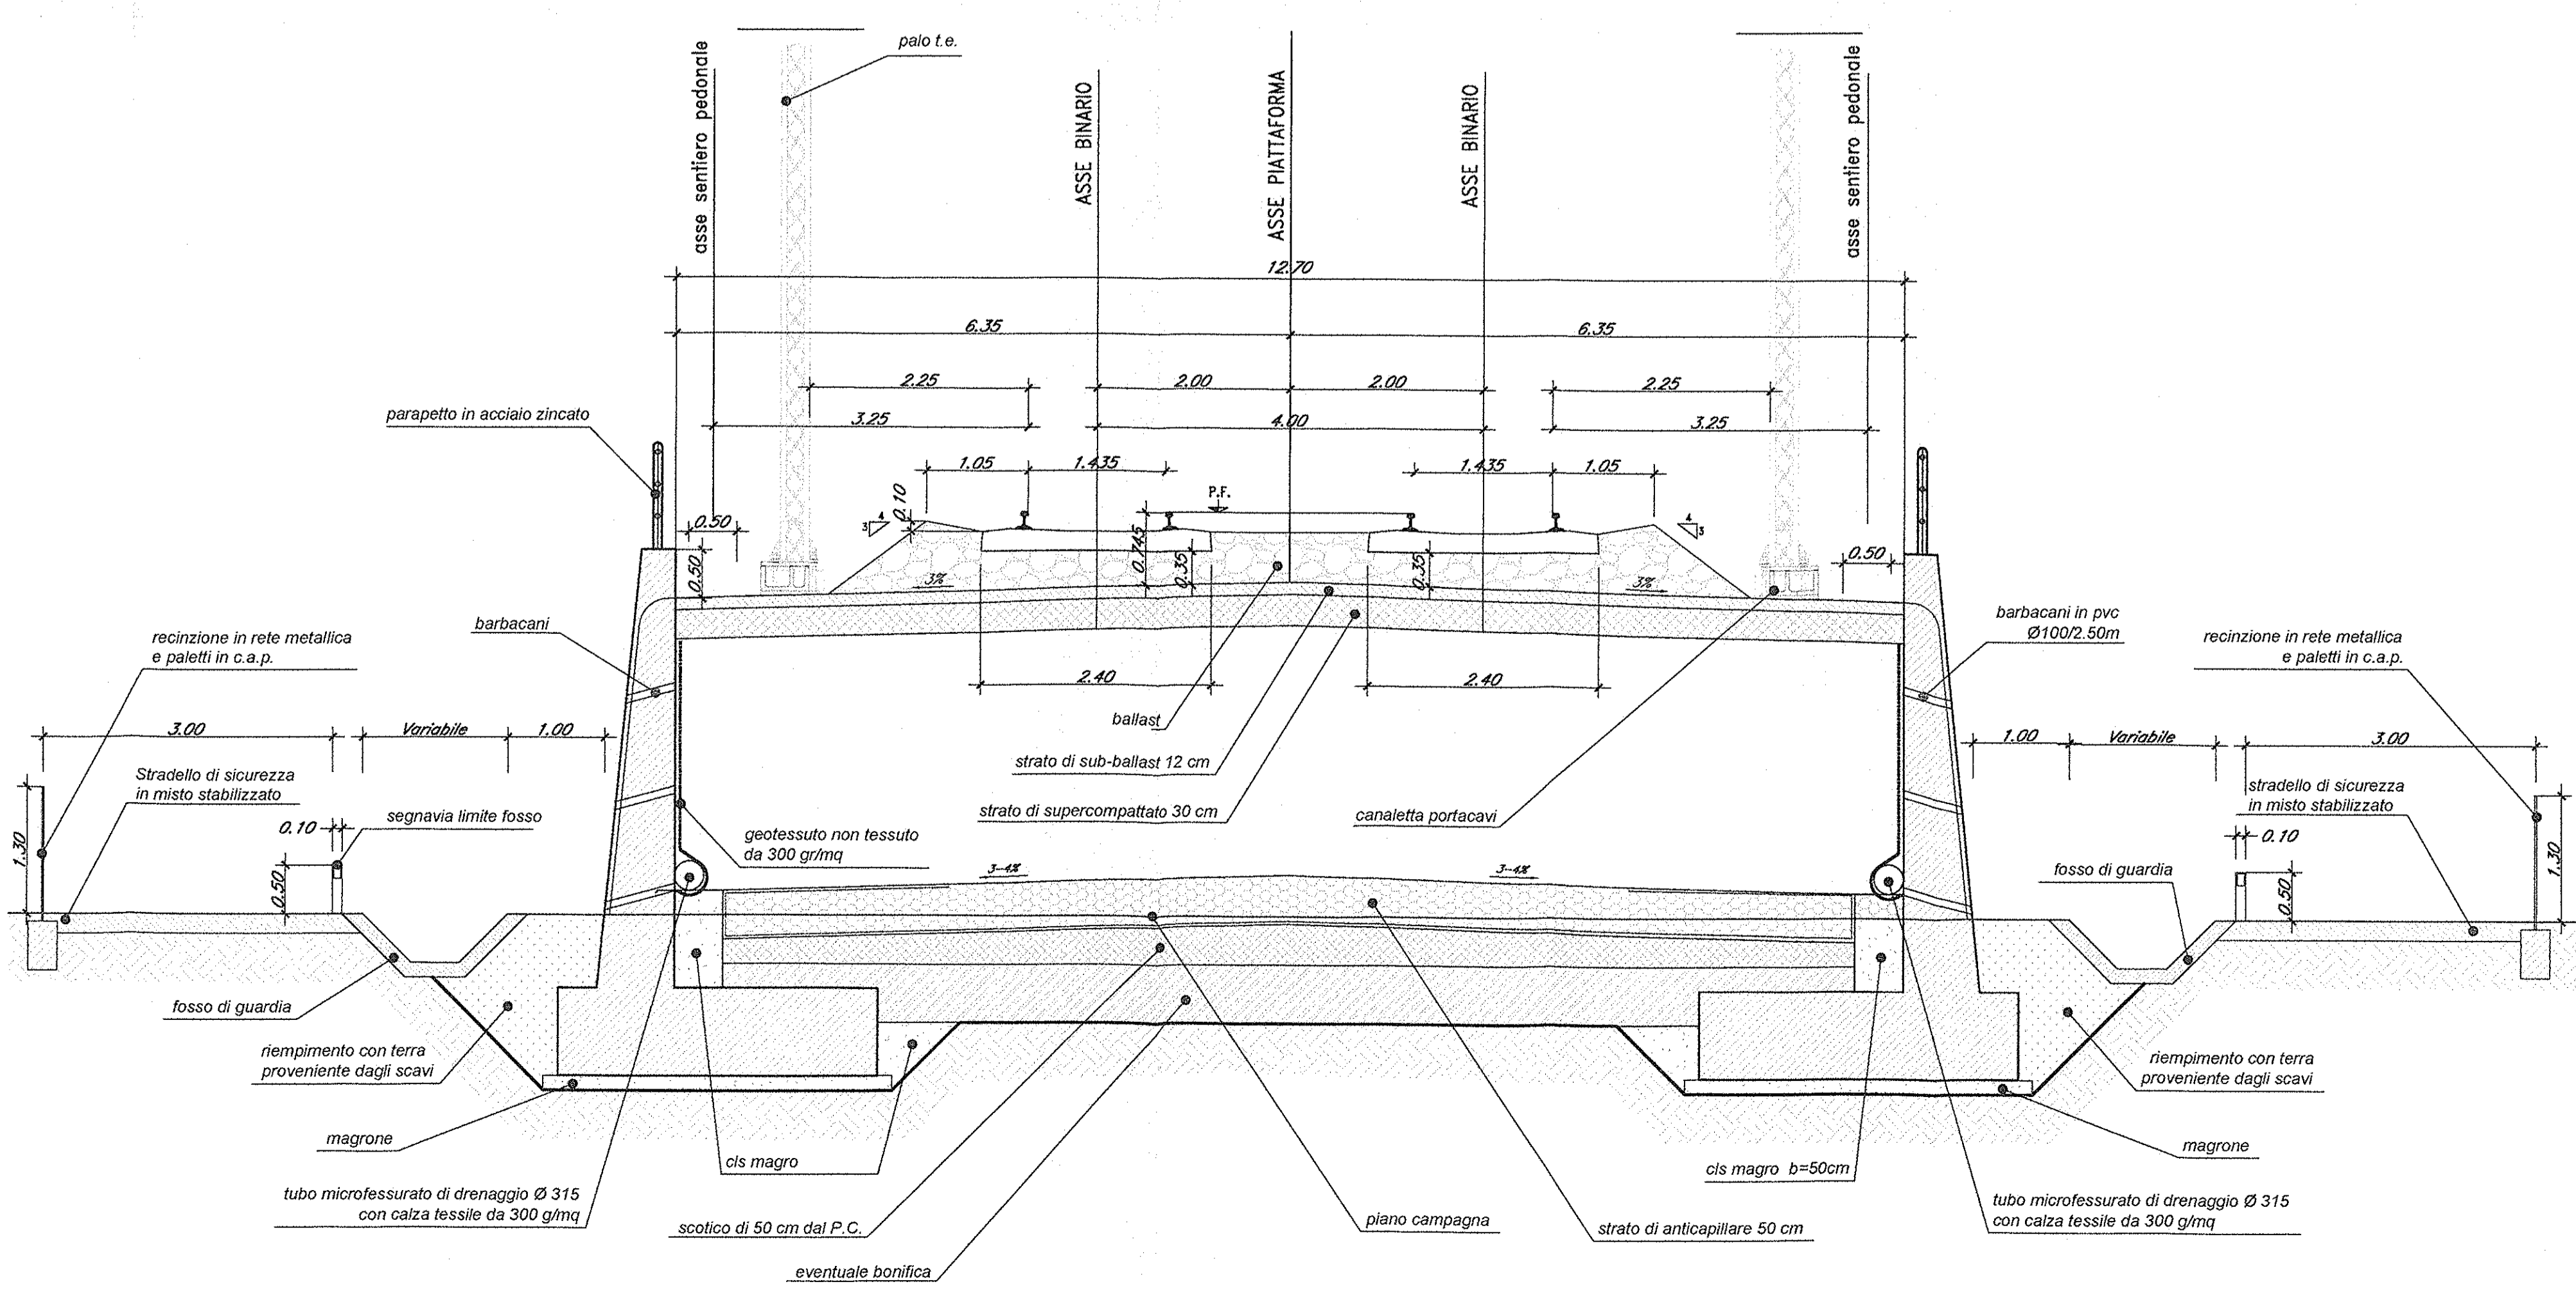 palo t.e.
asse sentiero pedonale
ASSE BINARIO
ASSE PIATTAFORMA
ASSE BINARIO
asse sentiero pedonale
12.70
6.35
6.35
2.25
2.00
2.00
2.25
3.25
4.00
3.25
parapetto in acciaio zincato
1.05
1.435
1.435
1.05
0.10
P.F.
4
3
4
3
0.50
0.50
0.50
0.745
0.35
0.35
3%
3%
barbacani
recinzione in rete metallica
e paletti in c.a.p.
barbacani in pvc
Ø100/2.50m
recinzione in rete metallica
e paletti in c.a.p.
2.40
2.40
ballast
3.00
Variabile
1.00
1.00
Variabile
3.00
strato di sub-ballast 12 cm
Stradello di sicurezza
in misto stabilizzato
stradello di sicurezza
in misto stabilizzato
strato di supercompattato 30 cm
canaletta portacavi
segnavia limite fosso
0.10
0.10
1.30
1.30
0.50
0.50
geotessuto non tessuto
da 300 gr/mq
3-4%
3-4%
fosso di guardia
fosso di guardia
riempimento con terra
proveniente dagli scavi
riempimento con terra
proveniente dagli scavi
magrone
magrone
cls magro
cls magro b=50cm
tubo microfessurato di drenaggio Ø 315
con calza tessile da 300 g/mq
tubo microfessurato di drenaggio Ø 315
con calza tessile da 300 g/mq
scotico di 50 cm dal P.C.
piano campagna
strato di anticapillare 50 cm
eventuale bonifica